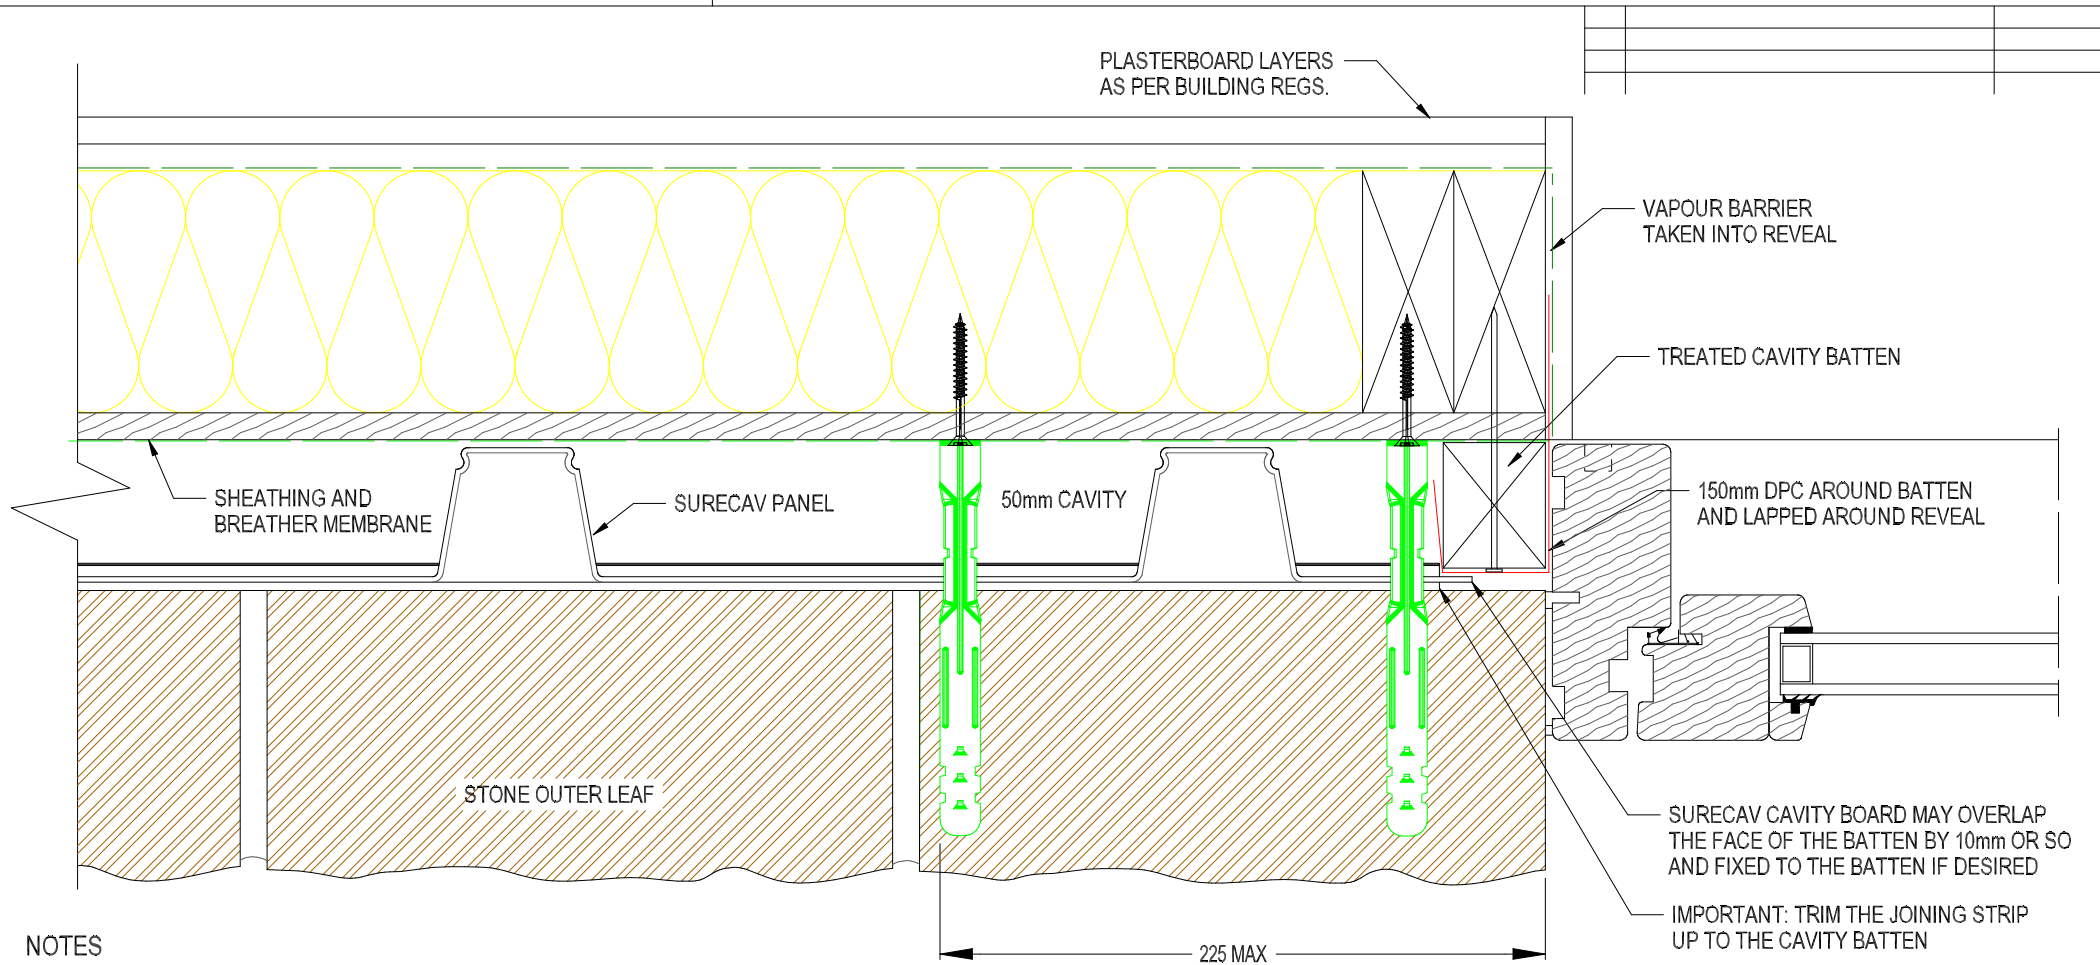 PLASTERBOARD LAYERS
AS PER BUILDING REGS.
VAPOUR BARRIER
TAKEN INTO REVEAL
TREATED CAVITY BATTEN
SHEATHING AND
BREATHER MEMBRANE
SURECAV PANEL
50mm CAVITY
150mm DPC AROUND BATTEN
AND LAPPED AROUND REVEAL
STONE OUTER LEAF
SURECAV CAVITY BOARD MAY OVERLAP
THE FACE OF THE BATTEN BY 10mm OR SO
AND FIXED TO THE BATTEN IF DESIRED
IMPORTANT: TRIM THE JOINING STRIP
UP TO THE CAVITY BATTEN
225 MAX
NOTES